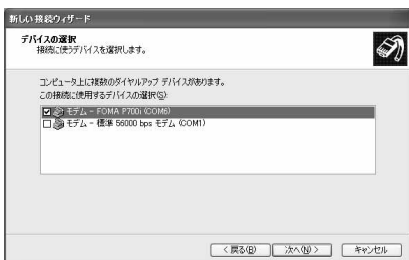 新しい接続ウィザード
デバイスの選択
接続に使うデバイスを選択します。
コンピュータ上に複数のダイヤルアップ デバイスがあります。
この接続に使用するデバイスの選択(S):
モデム - FOMA P700i (COM6)
モデム - 標準 56000 bps モデム (COM1)
< 戻る(B)
次へ(N) >
キャンセル